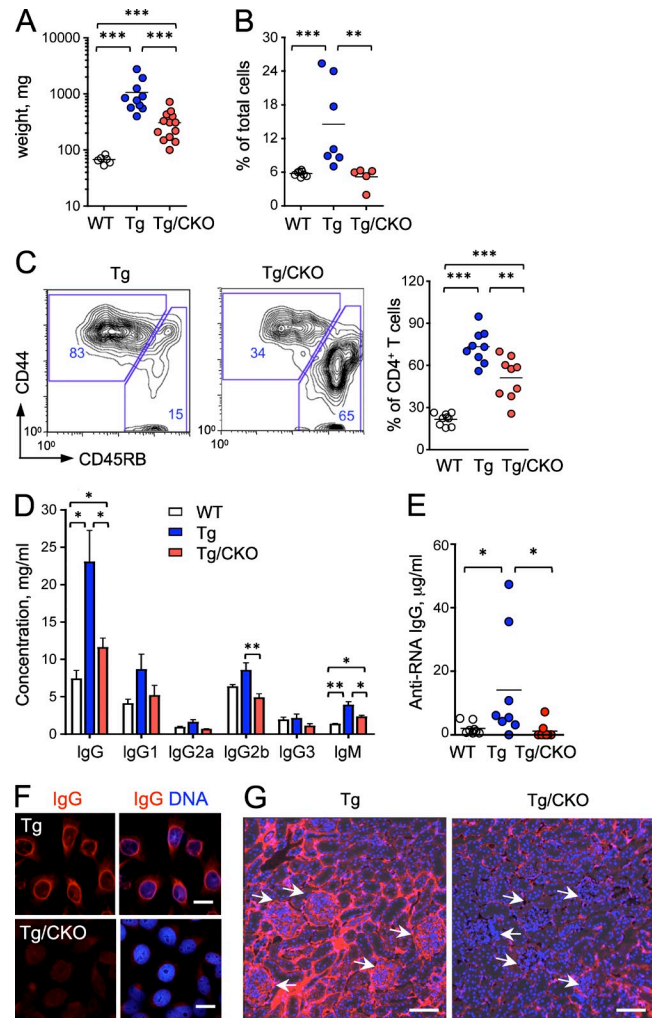 A
***
***
***
weight, mg
10000
1000
100
10
WT
Tg
Tg/CKO
B
***
**
% of total cells
30
24
18
12
6
0
WT
Tg
Tg/CKO
C
Tg
Tg/CKO
83
15
34
65
10⁰
10⁰
10⁰
10⁰
CD44
CD45RB
***
***
**
% of CD4⁺ T cells
120
90
60
30
0
WT
Tg
Tg/CKO
D
Concentration, mg/ml
30
25
20
15
10
5
0
WT
Tg
Tg/CKO
*
*
*
**
*
**
*
IgG
IgG1
IgG2a
IgG2b
IgG3
IgM
E
*
*
Anti-RNA IgG, μg/ml
60
40
20
0
WT
Tg
Tg/CKO
F
IgG
IgG DNA
Tg
Tg/CKO
G
Tg
Tg/CKO